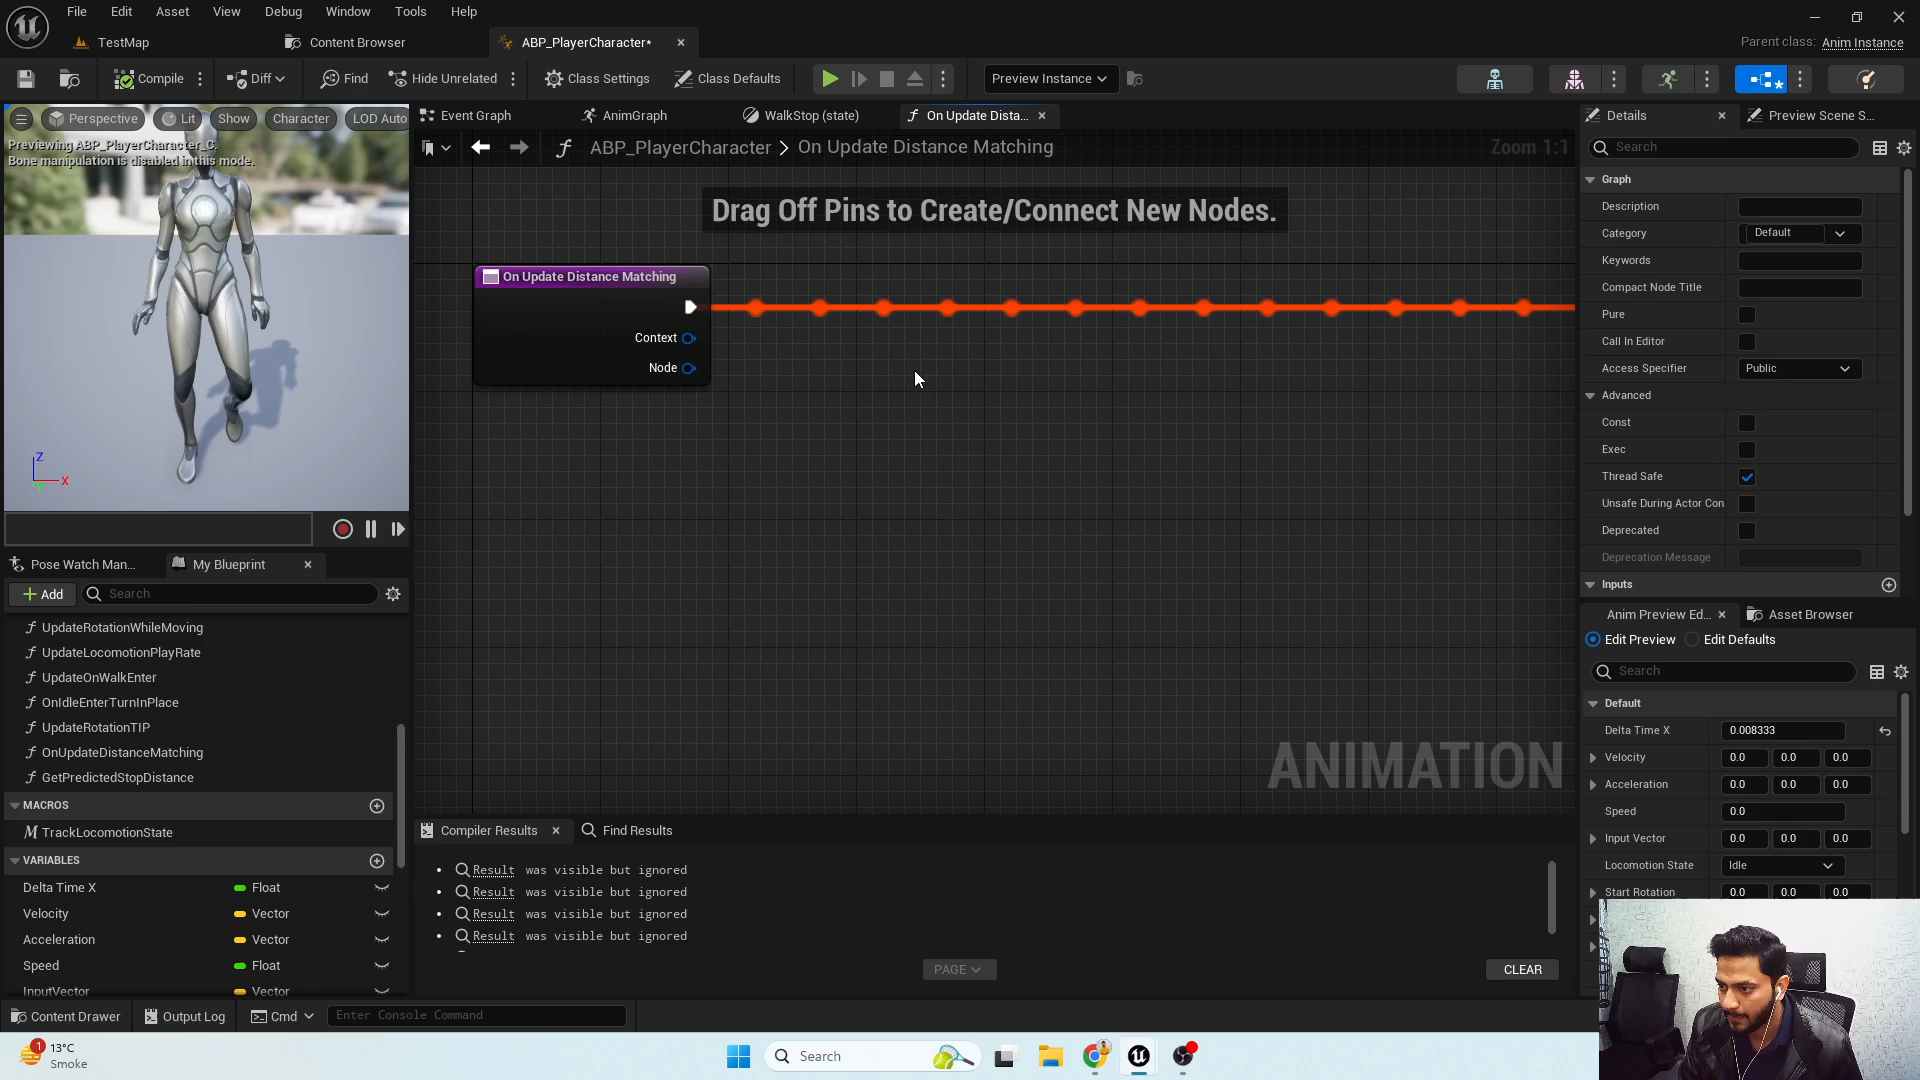 File Edit Asset View Debug Window Tools Help
TestMap Content Browser ABP_PlayerCharacter*
Parent class: Anim Instance
Compile Diff Find Hide Unrelated Class Settings Class Defaults Preview Instance
Perspective Lit Show Character LOD Auto
Previewing ABP_PlayerCharacter_C.
Bone manipulation is disabled in this mode.
Z
X
Y
Event Graph AnimGraph WalkStop (state) On Update Dista...
ABP_PlayerCharacter > On Update Distance Matching
Zoom 1:1
Drag Off Pins to Create/Connect New Nodes.
On Update Distance Matching
Context
Node
ANIMATION
Pose Watch Man... My Blueprint
Add Search
UpdateRotationWhileMoving
UpdateLocomotionPlayRate
UpdateOnWalkEnter
OnIdleEnterTurnInPlace
UpdateRotationTIP
OnUpdateDistanceMatching
GetPredictedStopDistance
MACROS
TrackLocomotionState
VARIABLES
Delta Time X Float
Velocity Vector
Acceleration Vector
Speed Float
InputVector Vector
Compiler Results Find Results
Result was visible but ignored
Result was visible but ignored
Result was visible but ignored
Result was visible but ignored
PAGE CLEAR
Details Preview Scene S...
Search
Graph
Description
Category Default
Keywords
Compact Node Title
Pure
Call In Editor
Access Specifier Public
Advanced
Const
Exec
Thread Safe
Unsafe During Actor Con
Deprecated
Deprecation Message
Inputs
Anim Preview Ed... Asset Browser
Edit Preview Edit Defaults
Search
Default
Delta Time X 0.008333
Velocity 0.0 0.0 0.0
Acceleration 0.0 0.0 0.0
Speed 0.0
Input Vector 0.0 0.0 0.0
Locomotion State Idle
Start Rotation 0.0 0.0 0.0
Content Drawer Output Log Cmd Enter Console Command
1
13°C
Smoke
Search